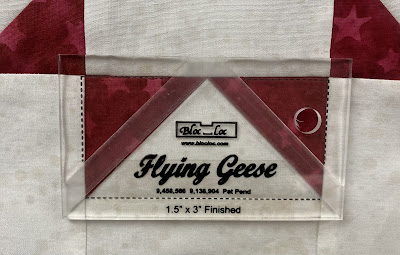 Bloc Loc
www.blocloc.com
Flying Geese
9,458,566 9,138,904 Pat Pend
1.5" x 3" Finished